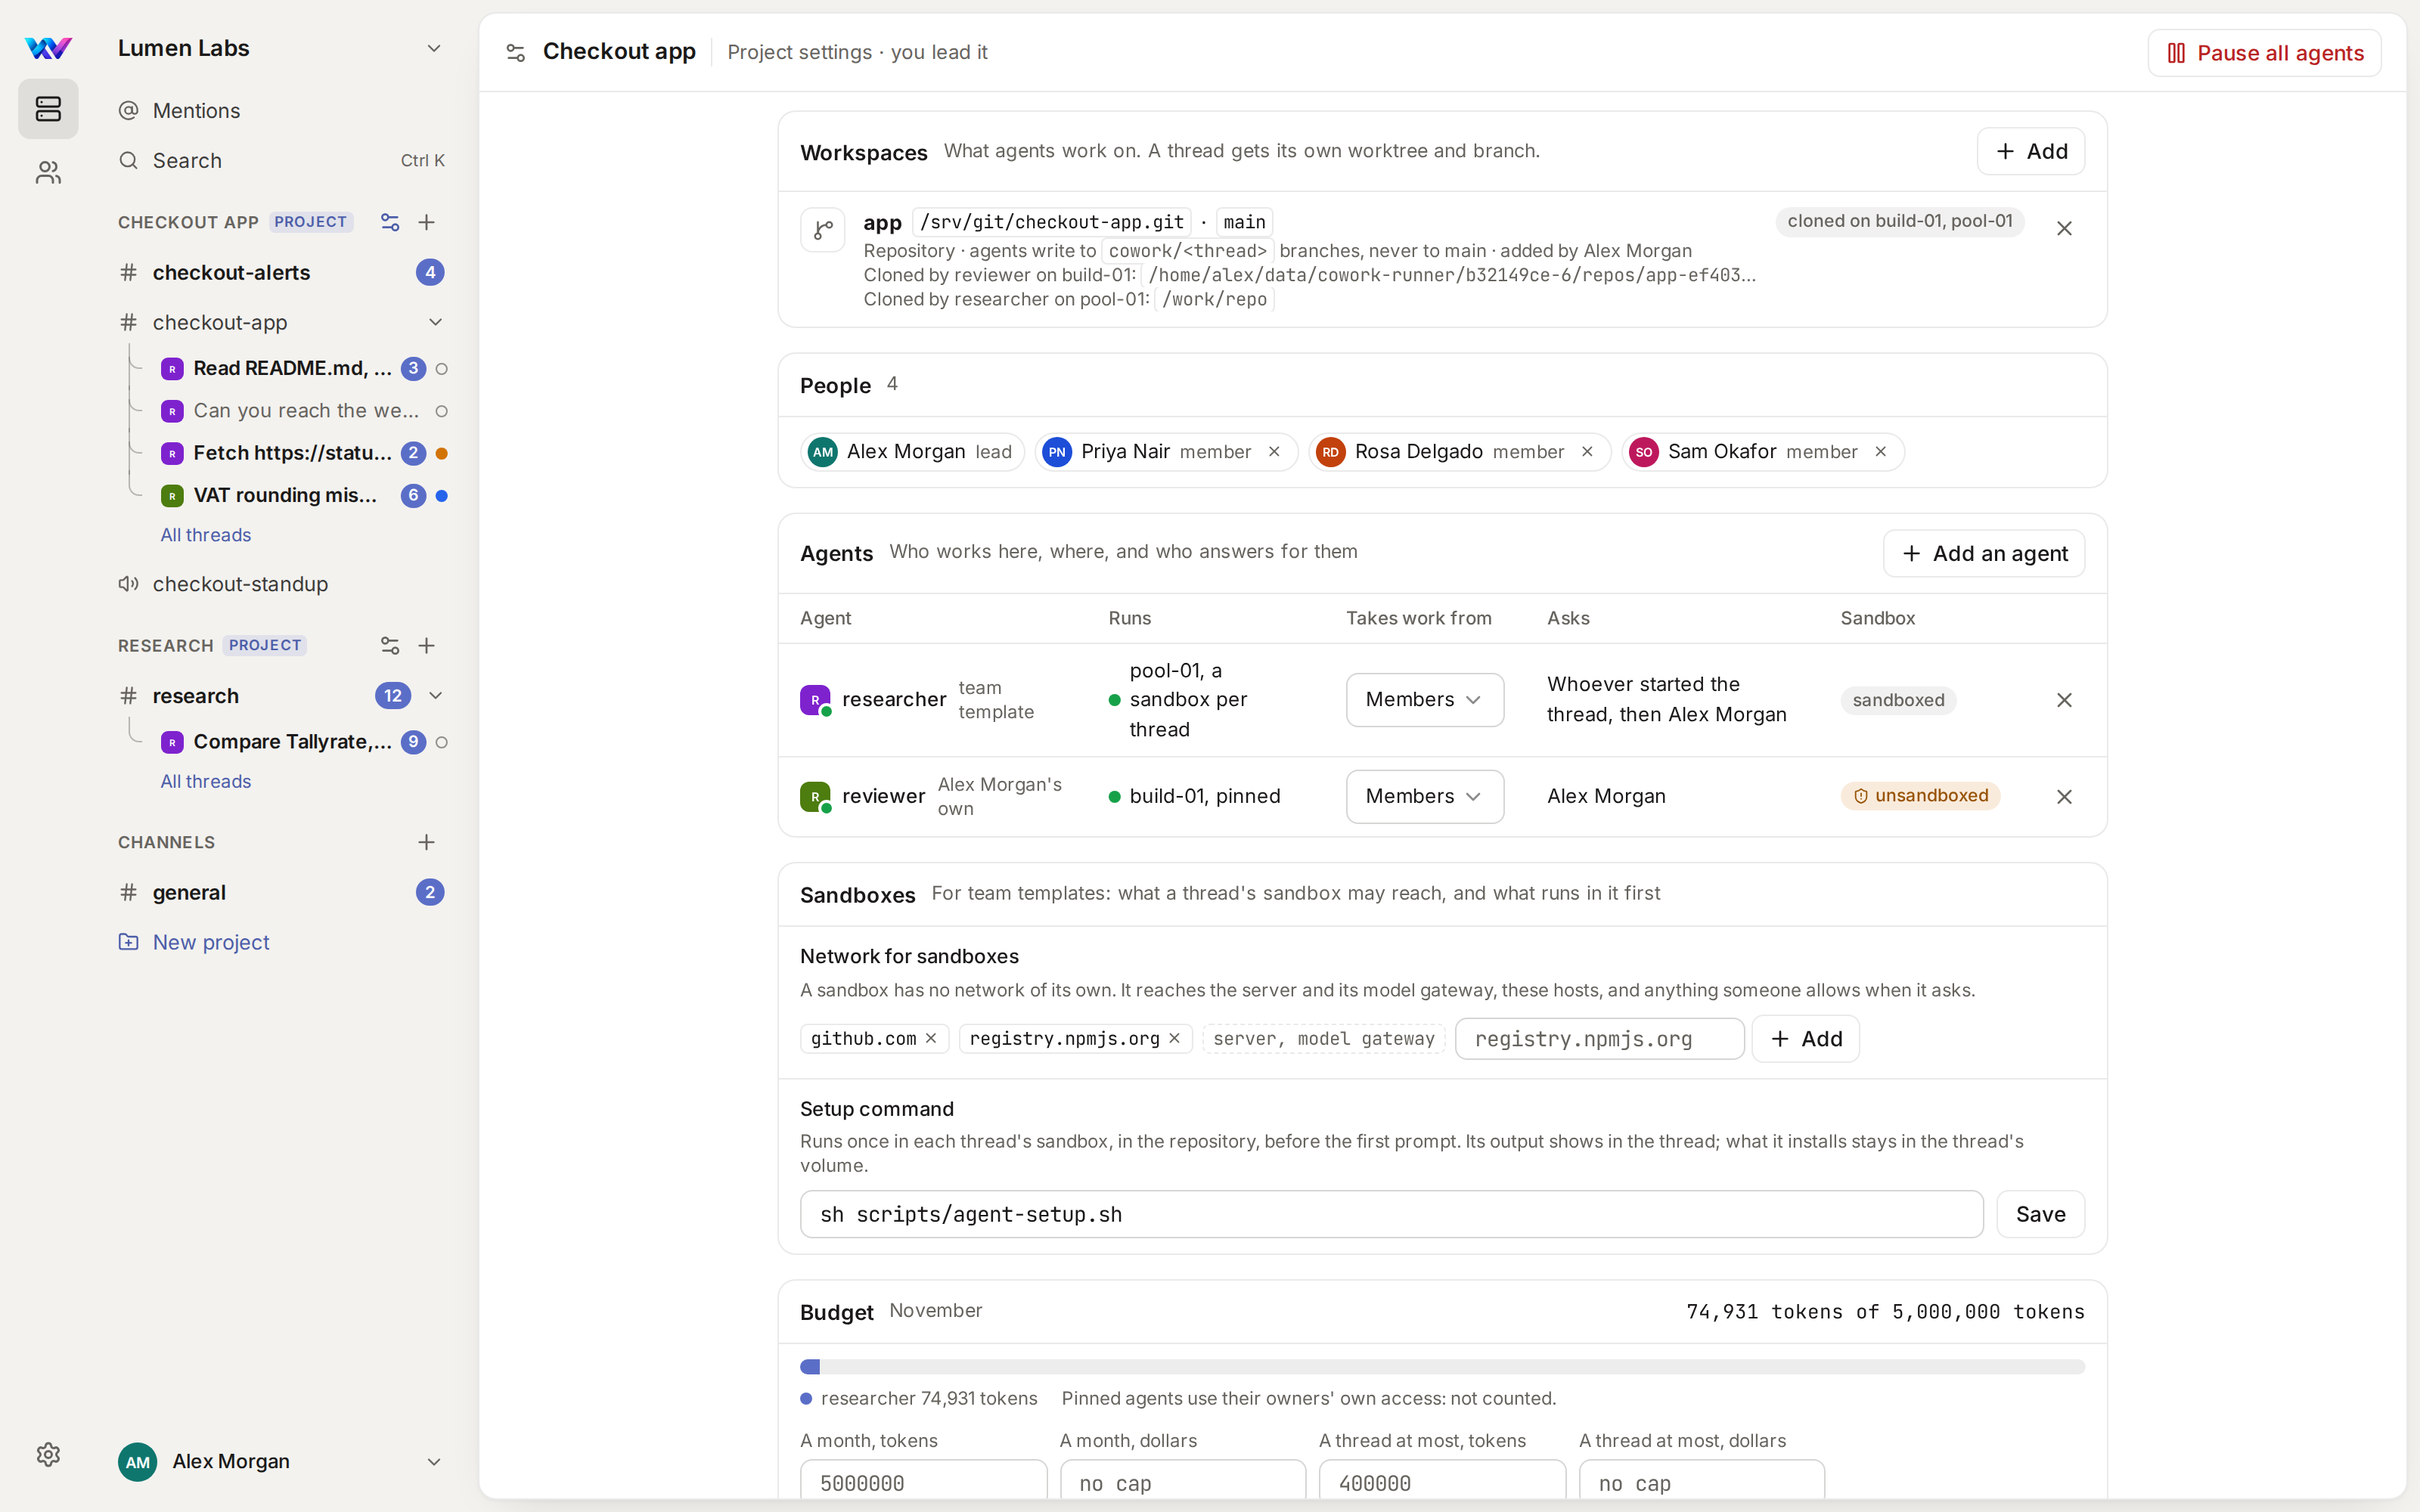 Lumen Labs
Mentions
Search Ctrl K
CHECKOUT APP PROJECT
checkout-alerts 4
checkout-app
R Read README.md, ... 3
R Can you reach the we...
R Fetch https://statu... 2
R VAT rounding mis... 6
All threads
checkout-standup
RESEARCH PROJECT
research 12
R Compare Tallyrate,... 9
All threads
CHANNELS
general 2
New project
AM Alex Morgan
Checkout app Project settings · you lead it Pause all agents
Workspaces What agents work on. A thread gets its own worktree and branch. Add
app /srv/git/checkout-app.git · main cloned on build-01, pool-01
Repository · agents write to cowork/<thread> branches, never to main · added by Alex Morgan
Cloned by reviewer on build-01: /home/alex/data/cowork-runner/b32149ce-6/repos/app-ef403...
Cloned by researcher on pool-01: /work/repo
People 4
AM Alex Morgan lead PN Priya Nair member RD Rosa Delgado member SO Sam Okafor member
Agents Who works here, where, and who answers for them Add an agent
Agent Runs Takes work from Asks Sandbox
R researcher team template pool-01, a sandbox per thread Members Whoever started the thread, then Alex Morgan sandboxed
R reviewer Alex Morgan's own build-01, pinned Members Alex Morgan unsandboxed
Sandboxes For team templates: what a thread's sandbox may reach, and what runs in it first
Network for sandboxes
A sandbox has no network of its own. It reaches the server and its model gateway, these hosts, and anything someone allows when it asks.
github.com registry.npmjs.org server, model gateway registry.npmjs.org Add
Setup command
Runs once in each thread's sandbox, in the repository, before the first prompt. Its output shows in the thread; what it installs stays in the thread's
volume.
sh scripts/agent-setup.sh Save
Budget November 74,931 tokens of 5,000,000 tokens
researcher 74,931 tokens Pinned agents use their owners' own access: not counted.
A month, tokens A month, dollars A thread at most, tokens A thread at most, dollars
5000000 no cap 400000 no cap